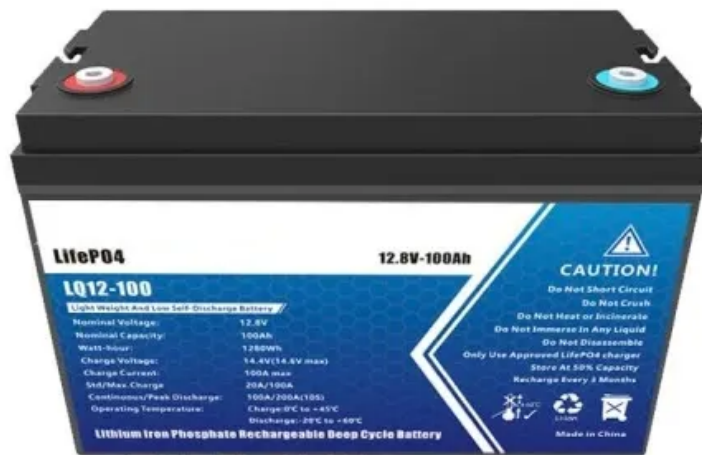 LifePO4
12.8V-100Ah
LQ12-100
Light Weight And Low Self-Discharge Battery
Nominal Voltage: 12.8V
Nominal Capacity: 100Ah
Watt-hour: 1280Wh
Charge Voltage: 14.4V(14.6V max)
Charge Current: 100A max
Std/Max.Charge 20A/100A
Continuous/Peak Discharge: 100A/200A(10S)
Operating Temperature: Charge:0℃ to +45℃
Discharge:-20℃ to +60℃
Lithium Iron Phosphate Rechargeable Deep Cycle Battery
CAUTION!
Do Not Short Circuit
Do Not Crush
Do Not Heat or Incinerate
Do Not Immerse In Any Liquid
Do Not Disassemble
Only Use Approved LifePO4 charger
Store At 50% Capacity
Recharge Every 3 Months
Li-ion
Made in China